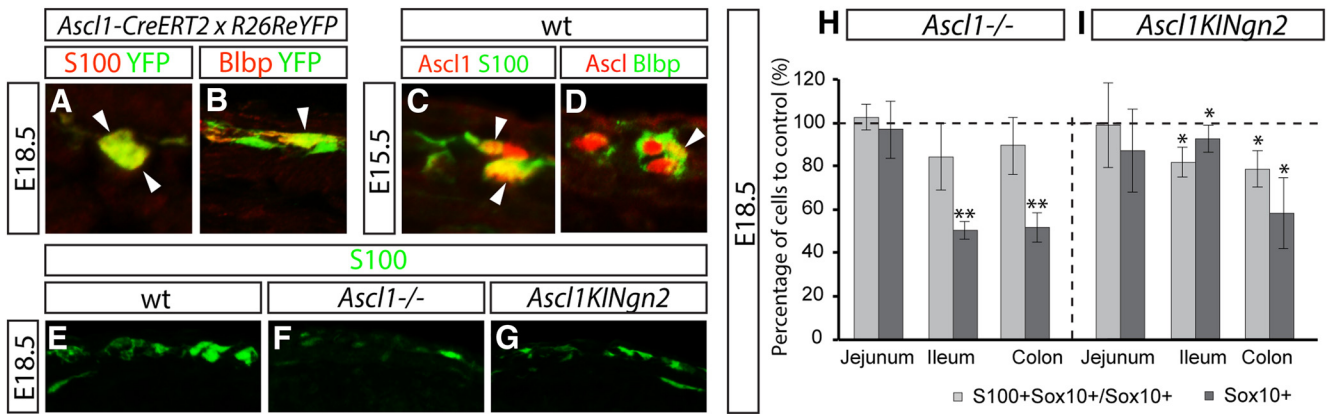 Ascl1-CreERT2 x R26ReYFP
wt
S100 YFP
Blbp YFP
Ascl1 S100
Ascl Blbp
E18.5
A
B
E15.5
C
D
S100
wt
Ascl1-/-
Ascl1KINgn2
E18.5
E
F
G
E18.5
H
Ascl1-/-
I
Ascl1KINgn2
Percentage of cells to control (%)
120
100
80
60
40
20
0
**
**
*
*
*
*
Jejunum Ileum Colon Jejunum Ileum Colon
S100+Sox10+/Sox10+ Sox10+